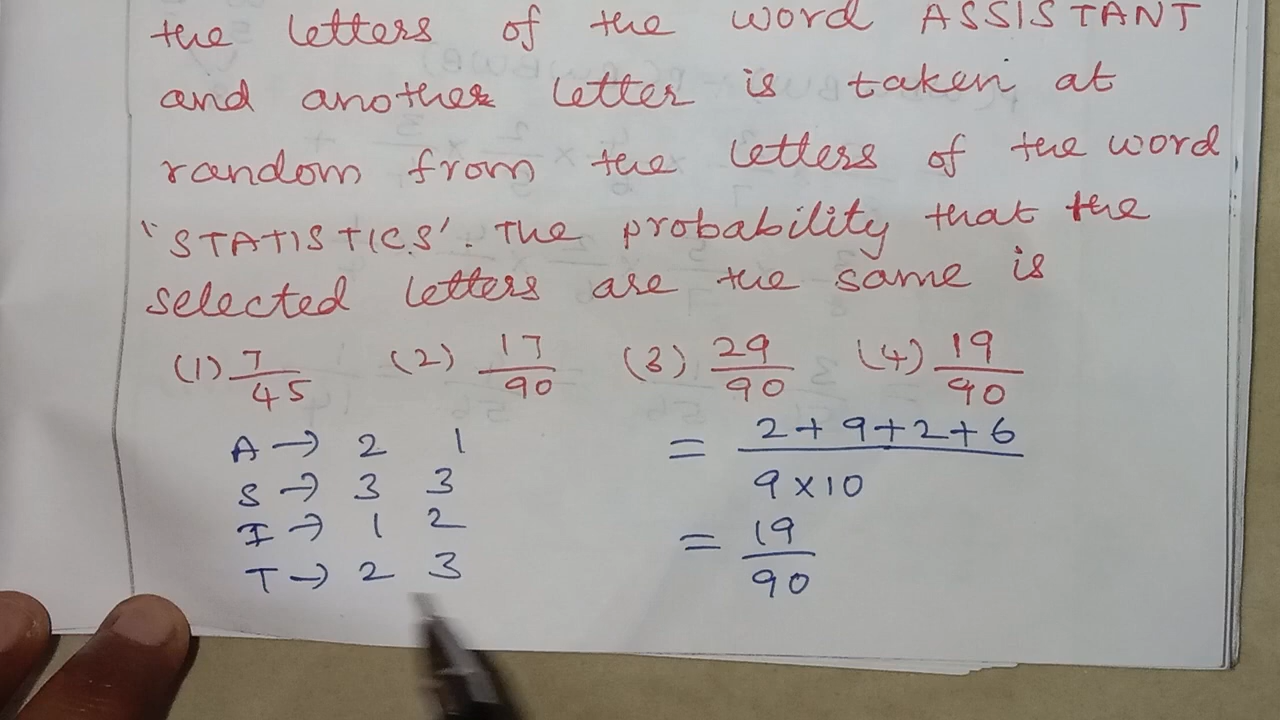 the letters of the word ASSISTANT
and another letter is taken at
random from the letters of the word
"STATISTICS'. The probability that the
selected letters are the same is
(1) 7/45 (2) 17/90 (3) 29/90 (4) 19/90
A → 2 1
S → 3 3
I → 1 2
T → 2 3
= 2+9+2+6 / 9×10
= 19/90